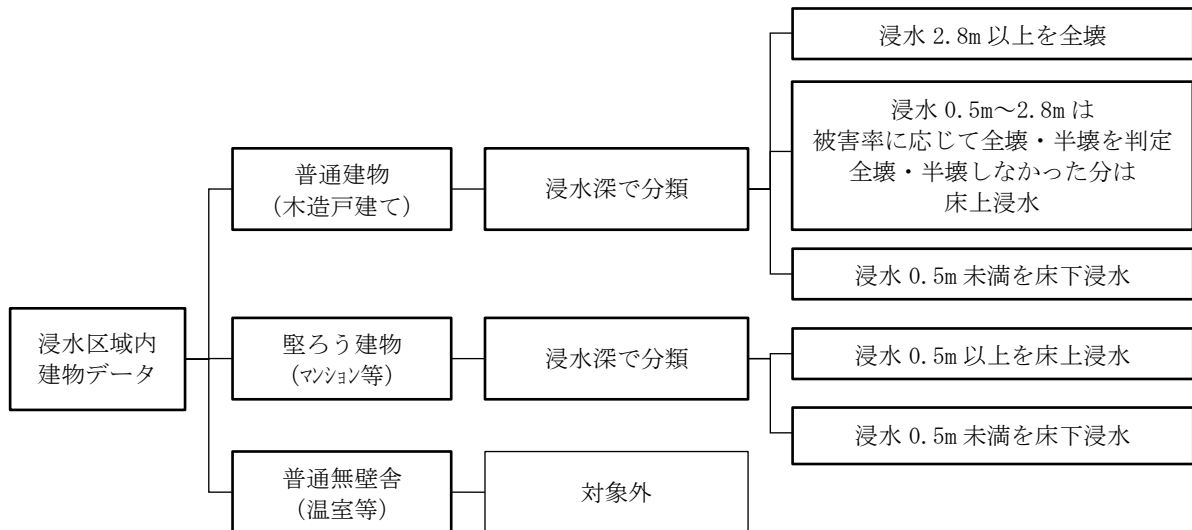 浸水区域内
建物データ
普通建物
（木造戸建て）
浸水深で分類
浸水 2.8m 以上を全壊
浸水 0.5m～2.8m は
被害率に応じて全壊・半壊を判定
全壊・半壊しなかった分は
床上浸水
浸水 0.5m 未満を床下浸水
堅ろう建物
（ﾏﾝｼｮﾝ等）
浸水深で分類
浸水 0.5m 以上を床上浸水
浸水 0.5m 未満を床下浸水
普通無壁舎
（温室等）
対象外